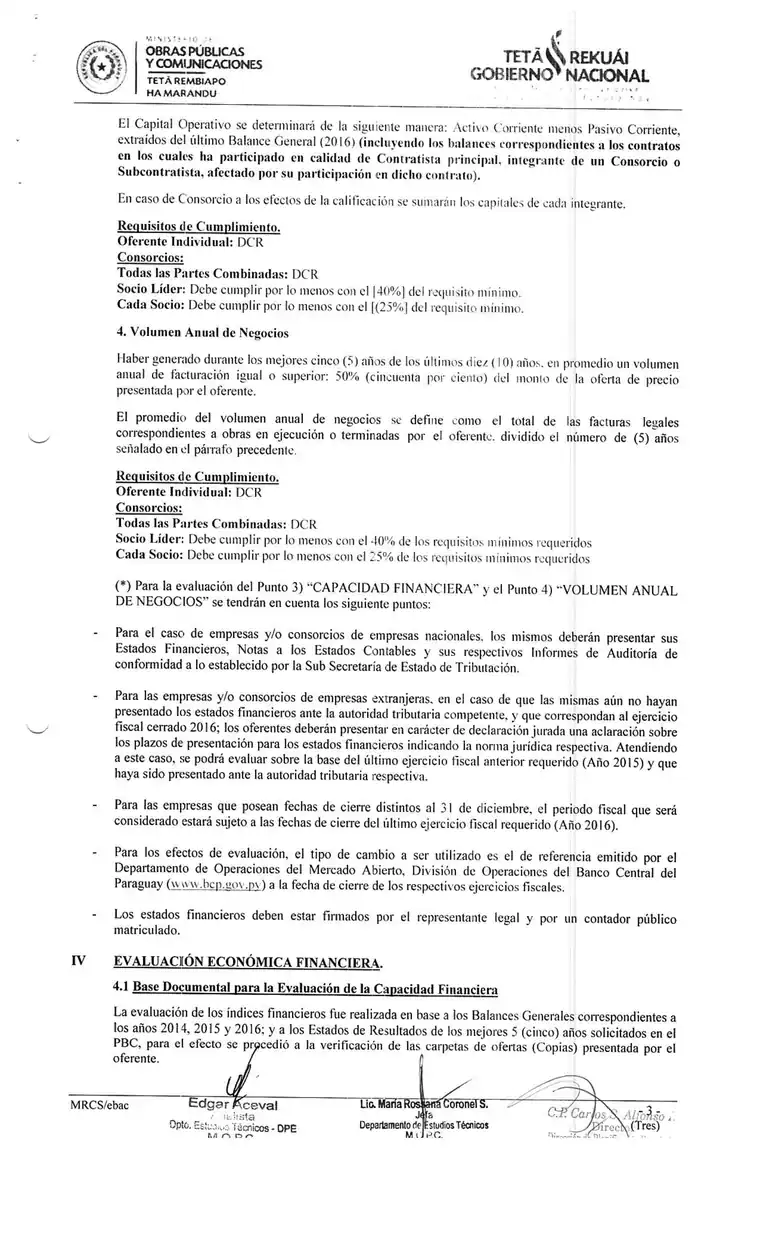 MINISTERIO DE
OBRAS PÚBLICAS
Y COMUNICACIONES
TETÃ REMBIAPO
HA MARANDU
TETÃ REKUÁI
GOBIERNO NACIONAL
El Capital Operativo se determinará de la siguiente manera: Activo Corriente menos Pasivo Corriente,
extraídos del último Balance General (2016) (incluyendo los balances correspondientes a los contratos
en los cuales ha participado en calidad de Contratista principal, integrante de un Consorcio o
Subcontratista, afectado por su participación en dicho contrato).
En caso de Consorcio a los efectos de la calificación se sumarán los capitales de cada integrante.
Requisitos de Cumplimiento.
Oferente Individual: DCR
Consorcios:
Todas las Partes Combinadas: DCR
Socio Líder: Debe cumplir por lo menos con el [40%] del requisito mínimo.
Cada Socio: Debe cumplir por lo menos con el [(25%] del requisito mínimo.
4. Volumen Anual de Negocios
Haber generado durante los mejores cinco (5) años de los últimos diez (10) años, en promedio un volumen
anual de facturación igual o superior: 50% (cincuenta por ciento) del monto de la oferta de precio
presentada por el oferente.
El promedio del volumen anual de negocios se define como el total de las facturas legales
correspondientes a obras en ejecución o terminadas por el oferente, dividido el número de (5) años
señalado en el párrafo precedente.
Requisitos de Cumplimiento.
Oferente Individual: DCR
Consorcios:
Todas las Partes Combinadas: DCR
Socio Líder: Debe cumplir por lo menos con el 40% de los requisitos mínimos requeridos
Cada Socio: Debe cumplir por lo menos con el 25% de los requisitos mínimos requeridos
(*) Para la evaluación del Punto 3) “CAPACIDAD FINANCIERA” y el Punto 4) “VOLUMEN ANUAL
DE NEGOCIOS” se tendrán en cuenta los siguiente puntos:
- Para el caso de empresas y/o consorcios de empresas nacionales, los mismos deberán presentar sus
Estados Financieros, Notas a los Estados Contables y sus respectivos Informes de Auditoría de
conformidad a lo establecido por la Sub Secretaría de Estado de Tributación.
- Para las empresas y/o consorcios de empresas extranjeras, en el caso de que las mismas aún no hayan
presentado los estados financieros ante la autoridad tributaria competente, y que correspondan al ejercicio
fiscal cerrado 2016; los oferentes deberán presentar en carácter de declaración jurada una aclaración sobre
los plazos de presentación para los estados financieros indicando la norma jurídica respectiva. Atendiendo
a este caso, se podrá evaluar sobre la base del último ejercicio fiscal anterior requerido (Año 2015) y que
haya sido presentado ante la autoridad tributaria respectiva.
- Para las empresas que posean fechas de cierre distintos al 31 de diciembre, el periodo fiscal que será
considerado estará sujeto a las fechas de cierre del último ejercicio fiscal requerido (Año 2016).
- Para los efectos de evaluación, el tipo de cambio a ser utilizado es el de referencia emitido por el
Departamento de Operaciones del Mercado Abierto, División de Operaciones del Banco Central del
Paraguay (www.bcp.gov.py) a la fecha de cierre de los respectivos ejercicios fiscales.
- Los estados financieros deben estar firmados por el representante legal y por un contador público
matriculado.
IV EVALUACIÓN ECONÓMICA FINANCIERA.
4.1 Base Documental para la Evaluación de la Capacidad Financiera
La evaluación de los índices financieros fue realizada en base a los Balances Generales correspondientes a
los años 2014, 2015 y 2016; y a los Estados de Resultados de los mejores 5 (cinco) años solicitados en el
PBC, para el efecto se procedió a la verificación de las carpetas de ofertas (Copias) presentada por el
oferente.
MRCS/ebac
Edgar Aceval
Dpto. Estudios Técnicos - DPE
M.O.P.C.
Lic. María Rossana Coronel S.
Jefa
Departamento de Estudios Técnicos
M.O.P.C.
C.P. Carlos S. Alfonso
Director
- 3 -
(Tres)